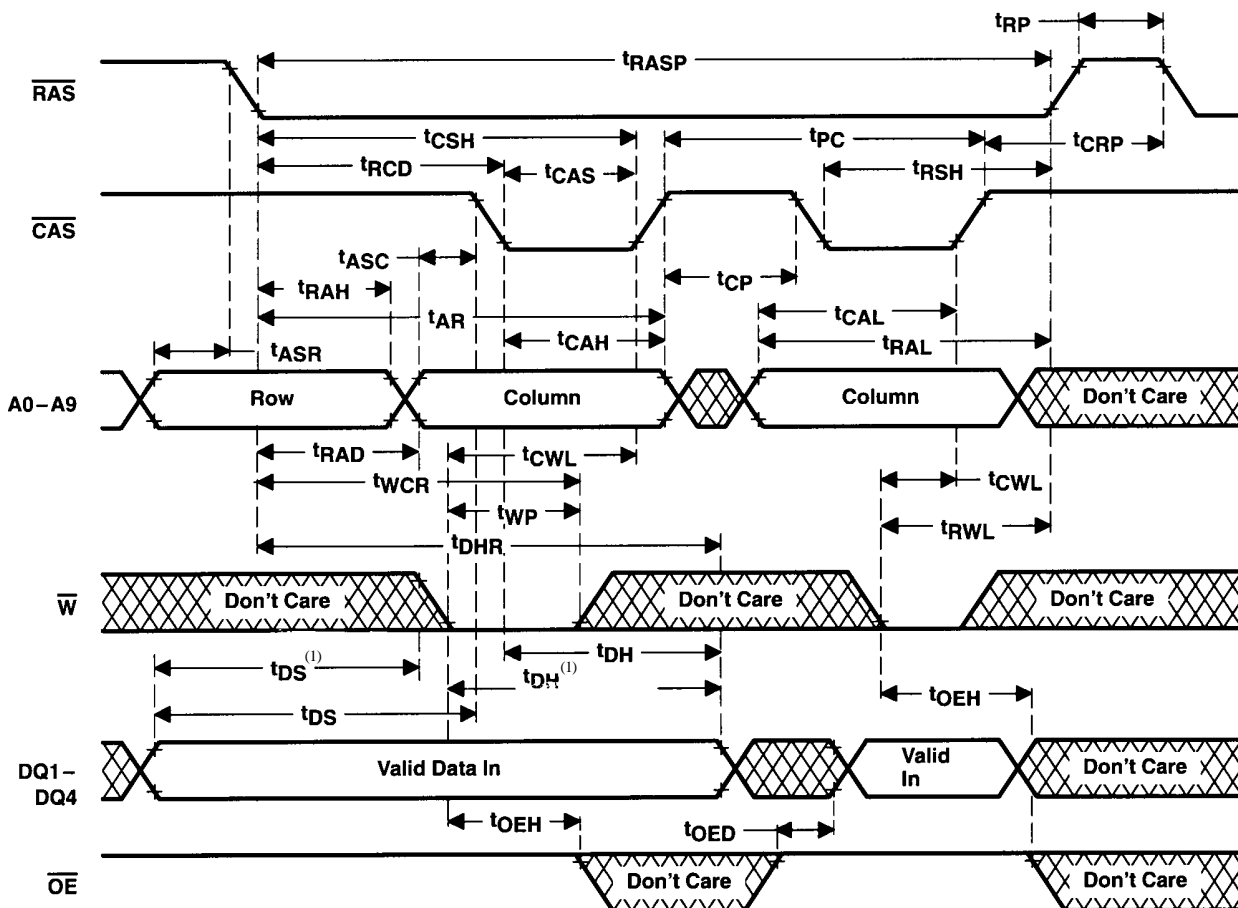 tRP
tRASP
RAS
tCSH
tPC
tCRP
tRCD
tCAS
tRSH
CAS
tASC
tCP
tRAH
tAR
tCAL
tCAH
tRAL
tASR
A0–A9
Row
Column
Column
Don't Care
tRAD
tCWL
tWCR
tCWL
tWP
tRWL
tDHR
W
Don't Care
Don't Care
Don't Care
tDH
tDS(1)
tDH(1)
tOEH
tDS
DQ1–
DQ4
Valid Data In
Valid
In
Don't Care
tOEH
tOED
OE
Don't Care
Don't Care